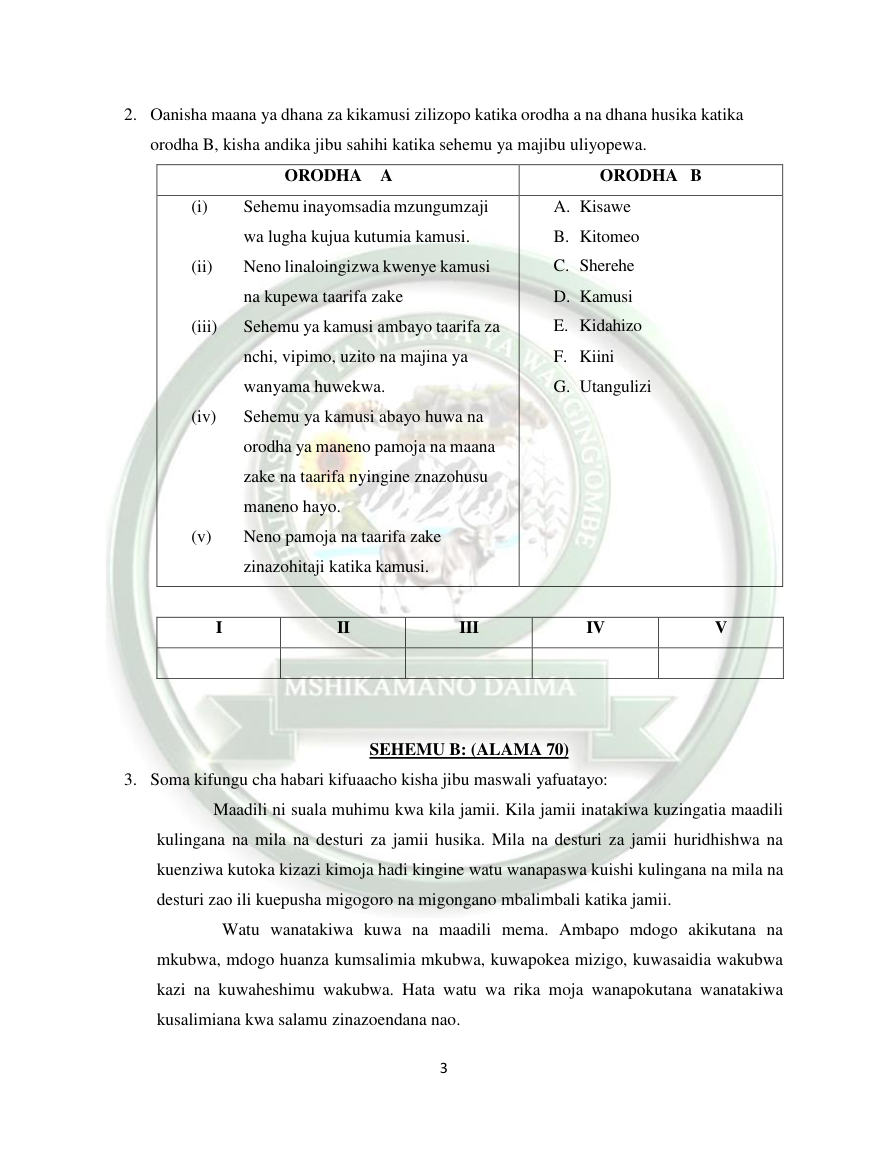 2. Oanisha maana ya dhana za kikamusi zilizopo katika orodha a na dhana husika katika
orodha B, kisha andika jibu sahihi katika sehemu ya majibu uliyopewa.
ORODHA A
ORODHA B
(i) Sehemu inayomsadia mzungumzaji
wa lugha kujua kutumia kamusi.
(ii) Neno linaloingizwa kwenye kamusi
na kupewa taarifa zake
(iii) Sehemu ya kamusi ambayo taarifa za
nchi, vipimo, uzito na majina ya
wanyama huwekwa.
(iv) Sehemu ya kamusi abayo huwa na
orodha ya maneno pamoja na maana
zake na taarifa nyingine znazohusu
maneno hayo.
(v) Neno pamoja na taarifa zake
zinazohitaji katika kamusi.
A. Kisawe
B. Kitomeo
C. Sherehe
D. Kamusi
E. Kidahizo
F. Kiini
G. Utangulizi
I II III IV V
MSHIKAMANO DAIMA
SEHEMU B: (ALAMA 70)
3. Soma kifungu cha habari kifuaacho kisha jibu maswali yafuatayo:
Maadili ni suala muhimu kwa kila jamii. Kila jamii inatakiwa kuzingatia maadili
kulingana na mila na desturi za jamii husika. Mila na desturi za jamii huridhishwa na
kuenziwa kutoka kizazi kimoja hadi kingine watu wanapaswa kuishi kulingana na mila na
desturi zao ili kuepusha migogoro na migongano mbalimbali katika jamii.
Watu wanatakiwa kuwa na maadili mema. Ambapo mdogo akikutana na
mkubwa, mdogo huanza kumsalimia mkubwa, kuwapokea mizigo, kuwasaidia wakubwa
kazi na kuwaheshimu wakubwa. Hata watu wa rika moja wanapokutana wanatakiwa
kusalimiana kwa salamu zinazoendana nao.
3